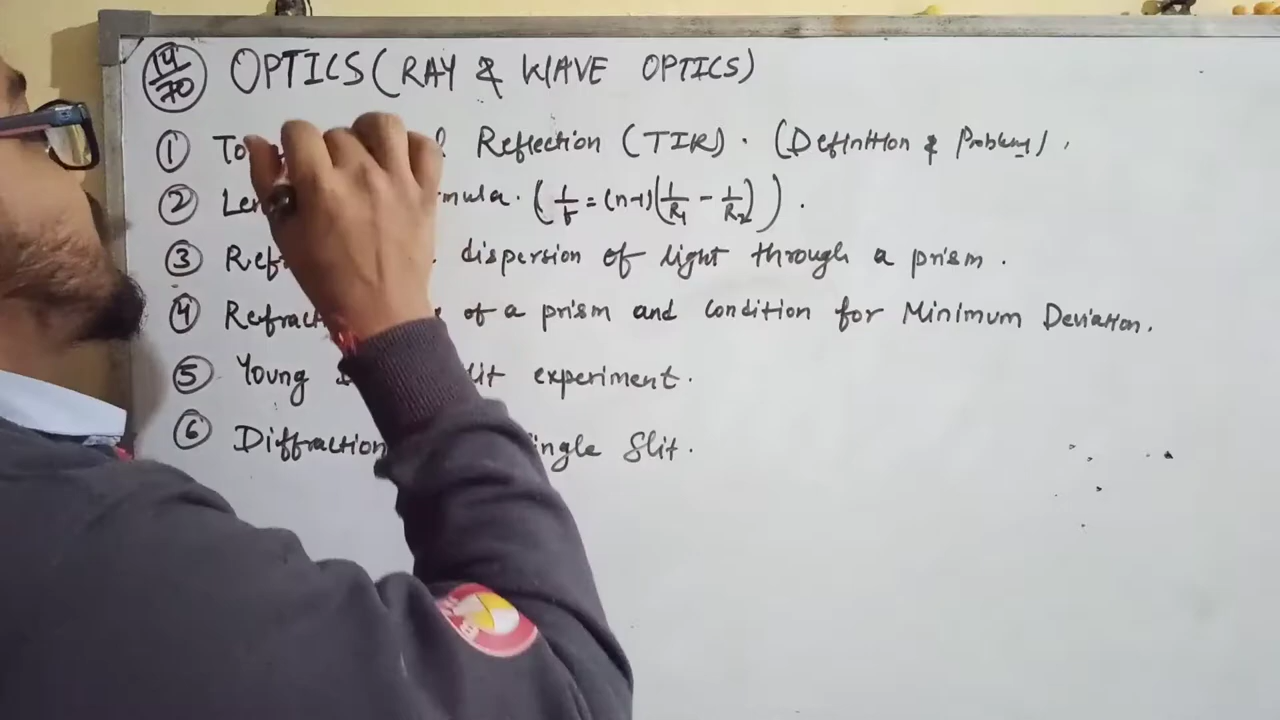 14/70 OPTICS (RAY & WAVE OPTICS)
① To Reflection (TIR). (Definition & Problems).
② Len mula. (1/f = (n-1)(1/R1 - 1/R2)).
③ Ref dispersion of light through a prism.
④ Refract of a prism and condition for Minimum Deviation.
⑤ Young lit experiment.
⑥ Diffraction ingle Slit.